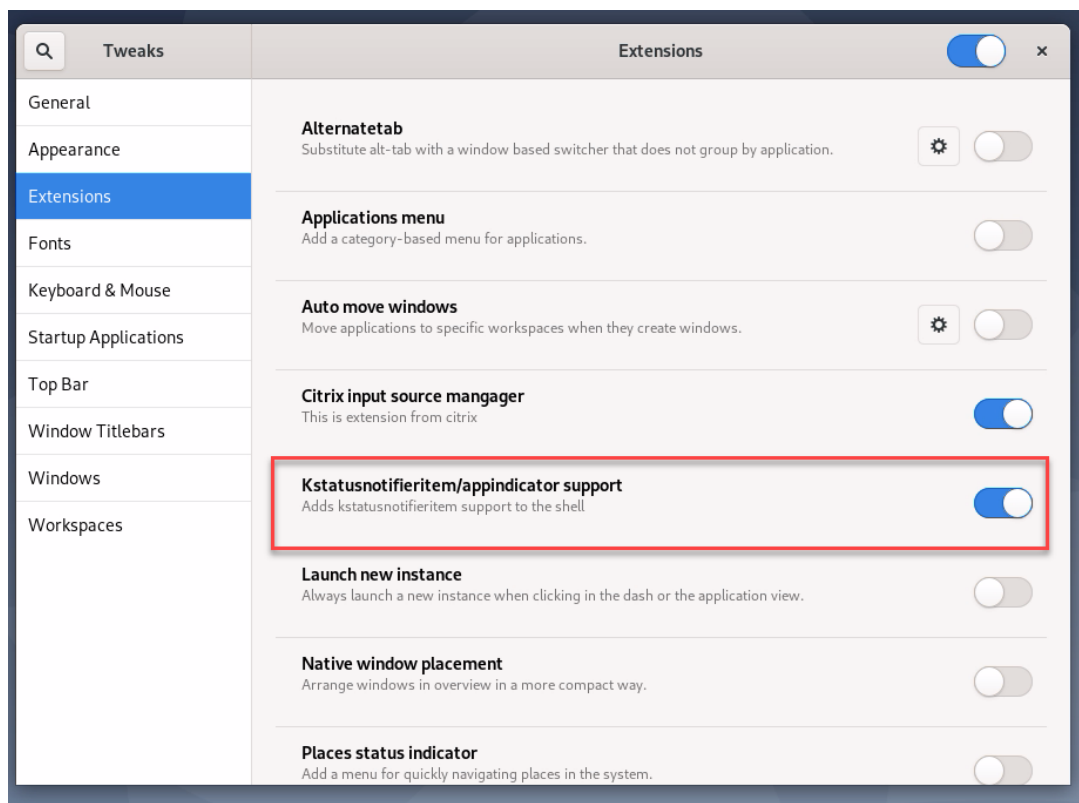 Tweaks
Extensions
General
Appearance
Extensions
Fonts
Keyboard & Mouse
Startup Applications
Top Bar
Window Titlebars
Windows
Workspaces
Alternatetab
Substitute alt-tab with a window based switcher that does not group by application.
Applications menu
Add a category-based menu for applications.
Auto move windows
Move applications to specific workspaces when they create windows.
Citrix input source mangager
This is extension from citrix
Kstatusnotifieritem/appindicator support
Adds kstatusnotifieritem support to the shell
Launch new instance
Always launch a new instance when clicking in the dash or the application view.
Native window placement
Arrange windows in overview in a more compact way.
Places status indicator
Add a menu for quickly navigating places in the system.